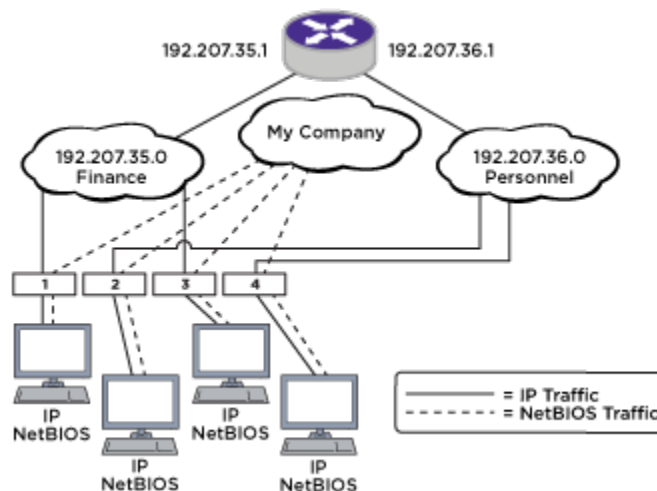 192.207.35.1
192.207.36.1
My Company
192.207.35.0
Finance
192.207.36.0
Personnel
1
2
3
4
IP
NetBIOS
IP
NetBIOS
IP
NetBIOS
IP
NetBIOS
= IP Traffic
= NetBIOS Traffic